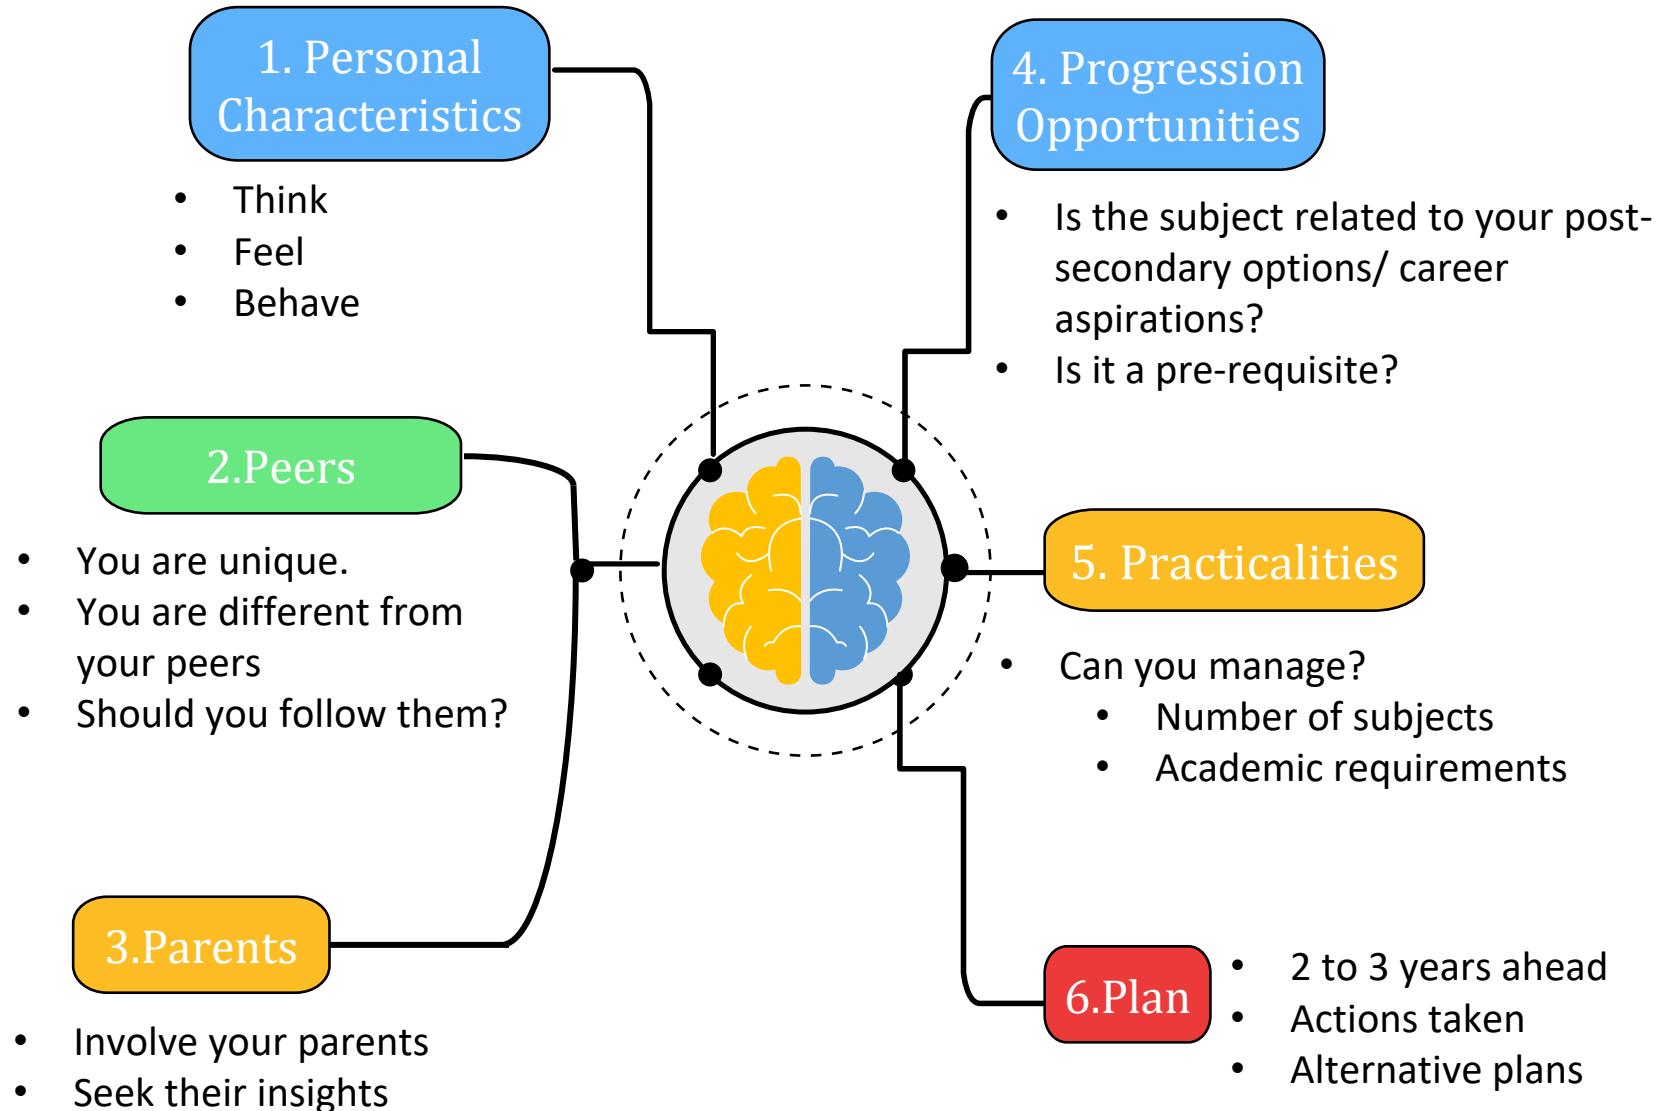 1. Personal
Characteristics
• Think
• Feel
• Behave
2.Peers
• You are unique.
• You are different from
your peers
• Should you follow them?
3.Parents
• Involve your parents
• Seek their insights
4. Progression
Opportunities
• Is the subject related to your post-
secondary options/ career
aspirations?
• Is it a pre-requisite?
5. Practicalities
• Can you manage?
• Number of subjects
• Academic requirements
6.Plan
• 2 to 3 years ahead
• Actions taken
• Alternative plans